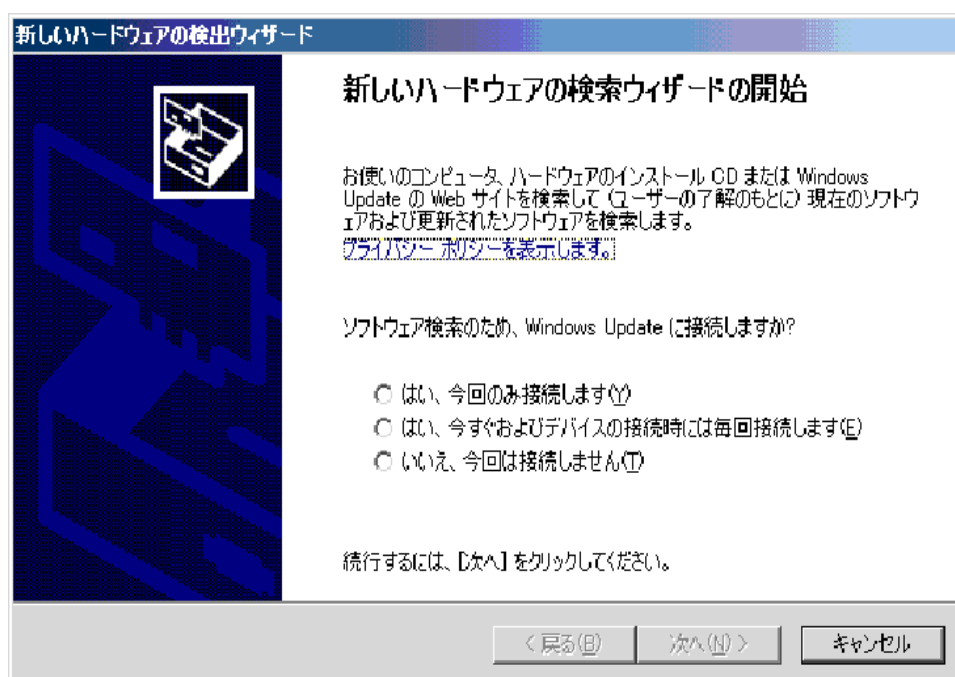 新しいハードウェアの検出ウィザード
新しいハードウェアの検索ウィザードの開始
お使いのコンピュータ、ハードウェアのインストール CD または Windows
Update の Web サイトを検索して (ユーザーの了解のもとに) 現在のソフトウ
ェアおよび更新されたソフトウェアを検索します。
プライバシー ポリシーを表示します。
ソフトウェア検索のため、Windows Update に接続しますか?
はい、今回のみ接続します(Y)
はい、今すぐおよびデバイスの接続時には毎回接続します(E)
いいえ、今回は接続しません(T)
続行するには、[次へ] をクリックしてください。
< 戻る(B) 次へ(N) > キャンセル